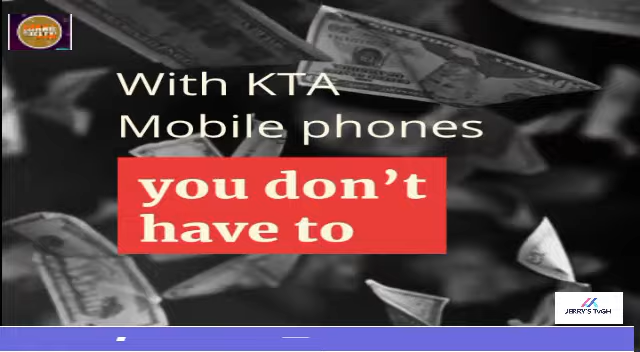 With KTA
Mobile phones
you don't
have to
JERRY'S TVGH